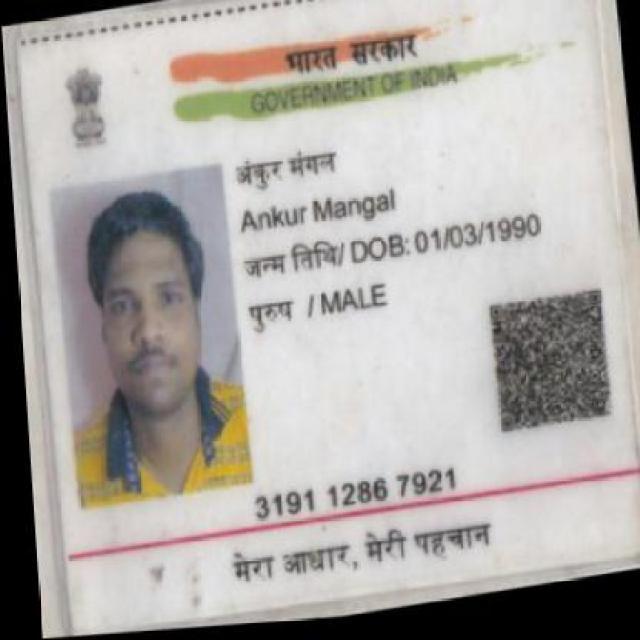 भारत सरकार
GOVERNMENT OF INDIA
अंकुर मंगल
Ankur Mangal
जन्म तिथि/ DOB: 01/03/1990
पुरुष / MALE
3191 1286 7921
मेरा आधार, मेरी पहचान